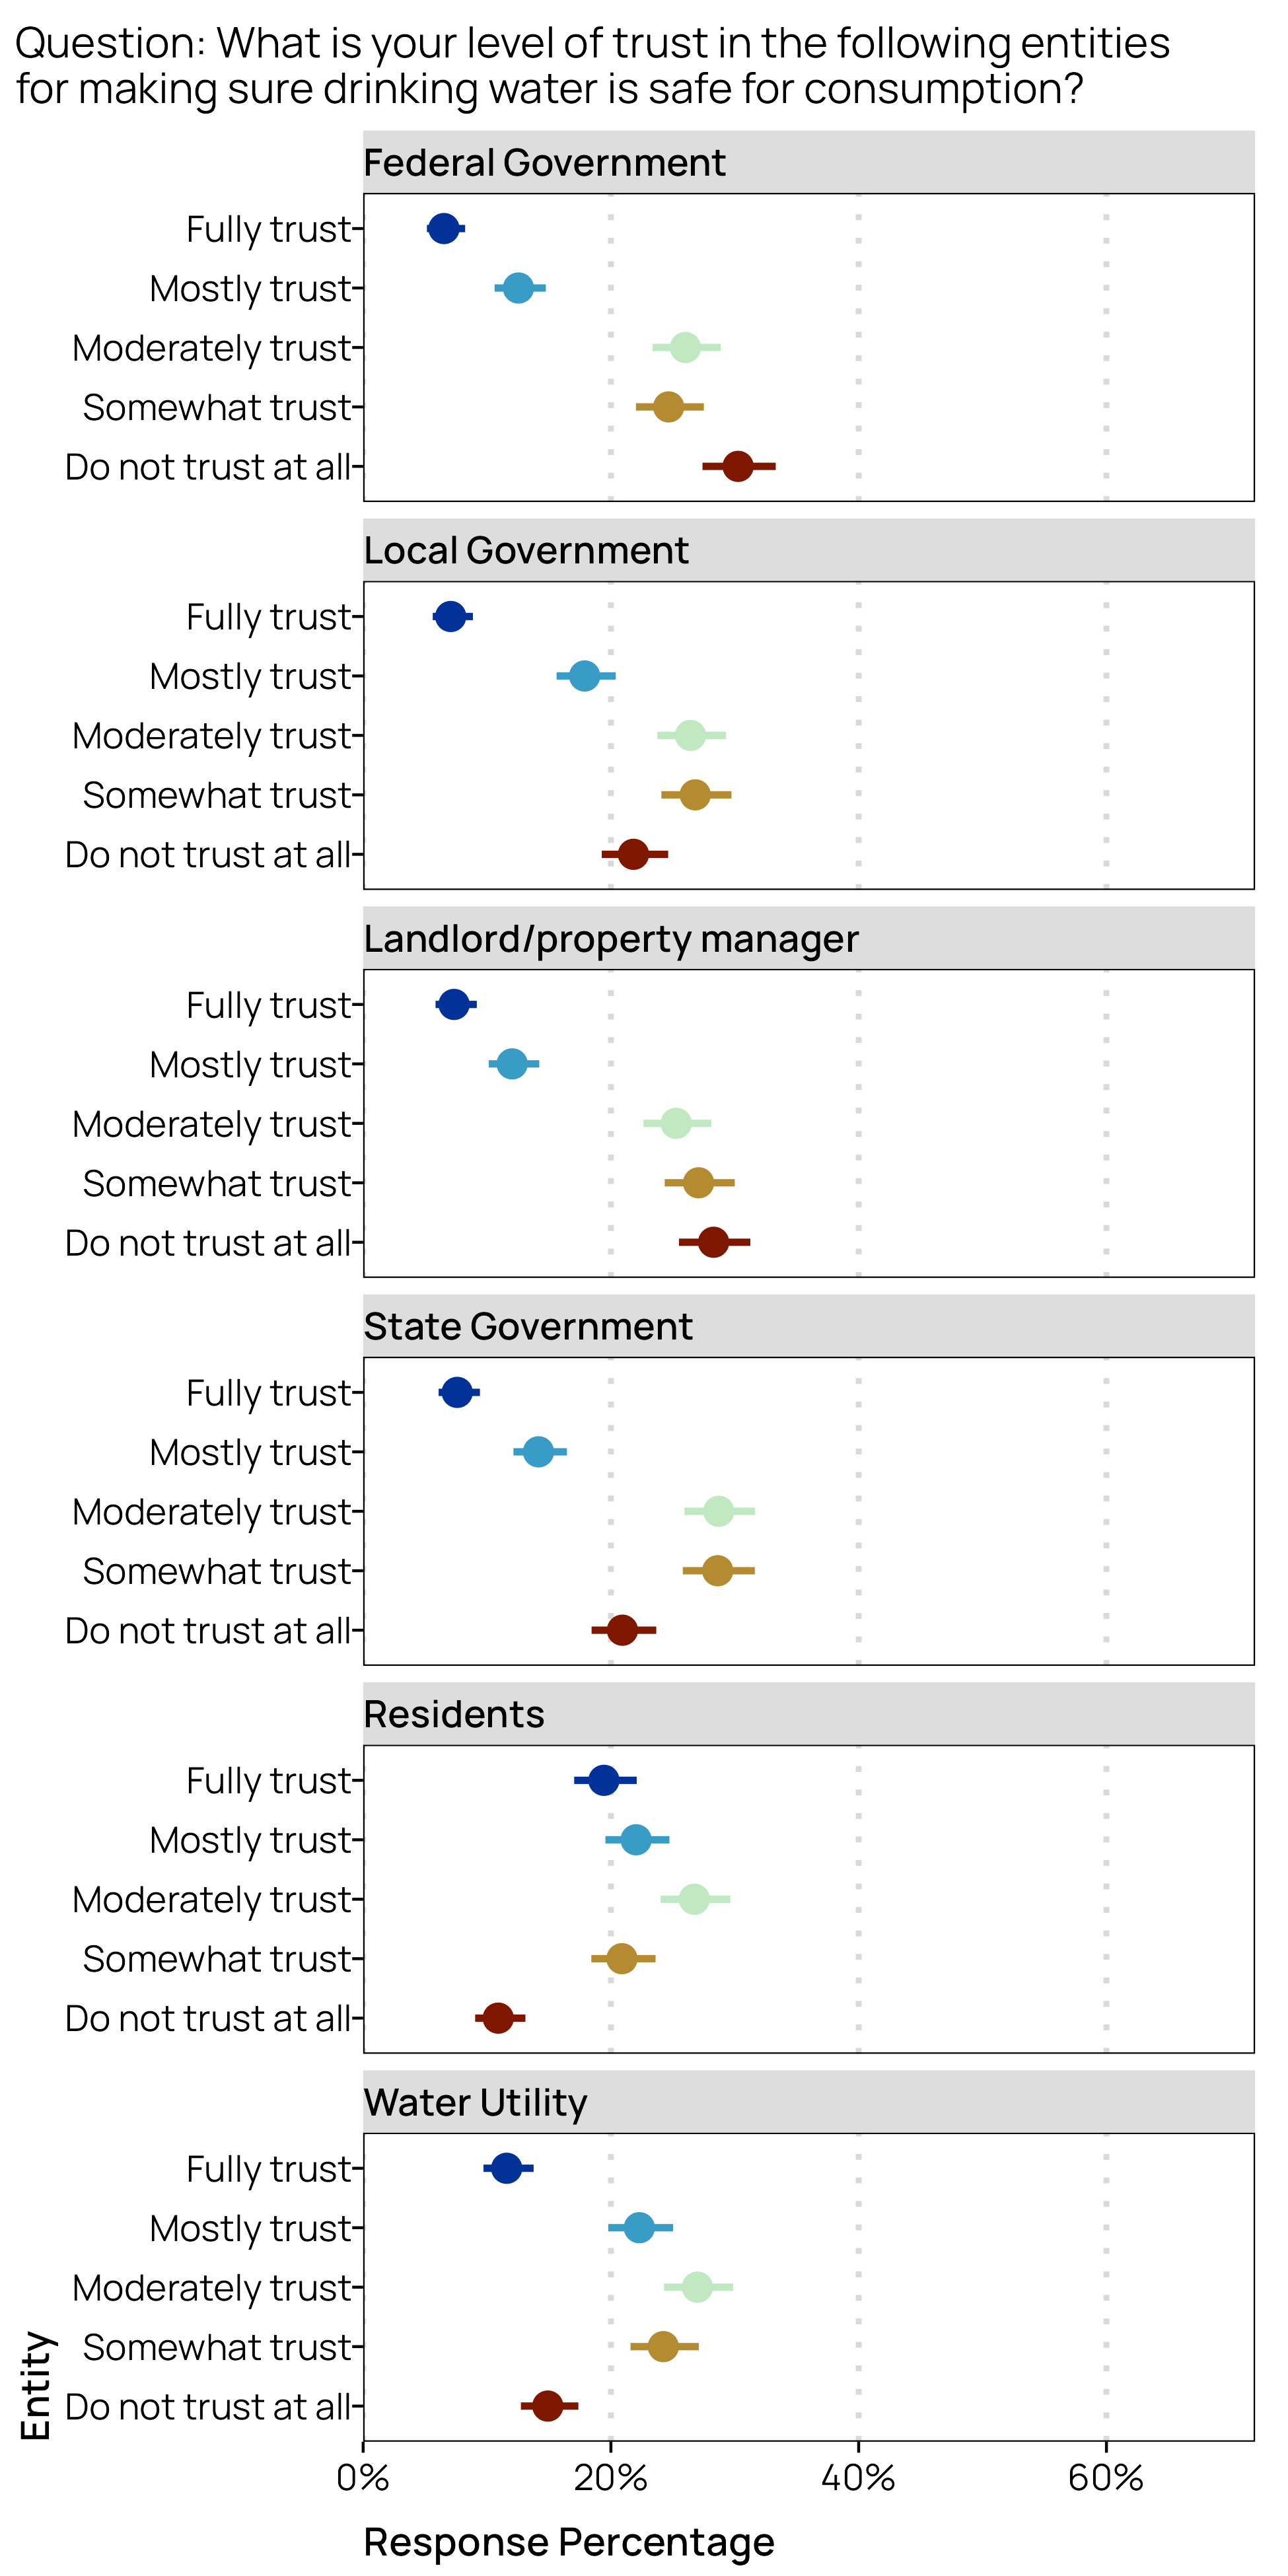 Question: What is your level of trust in the following entities
for making sure drinking water is safe for consumption?
Federal Government
Fully trust
Mostly trust
Moderately trust
Somewhat trust
Do not trust at all
Local Government
Fully trust
Mostly trust
Moderately trust
Somewhat trust
Do not trust at all
Landlord/property manager
Fully trust
Mostly trust
Moderately trust
Somewhat trust
Do not trust at all
State Government
Fully trust
Mostly trust
Moderately trust
Somewhat trust
Do not trust at all
Residents
Fully trust
Mostly trust
Moderately trust
Somewhat trust
Do not trust at all
Water Utility
Fully trust
Mostly trust
Moderately trust
Somewhat trust
Do not trust at all
Entity
0% 20% 40% 60%
Response Percentage